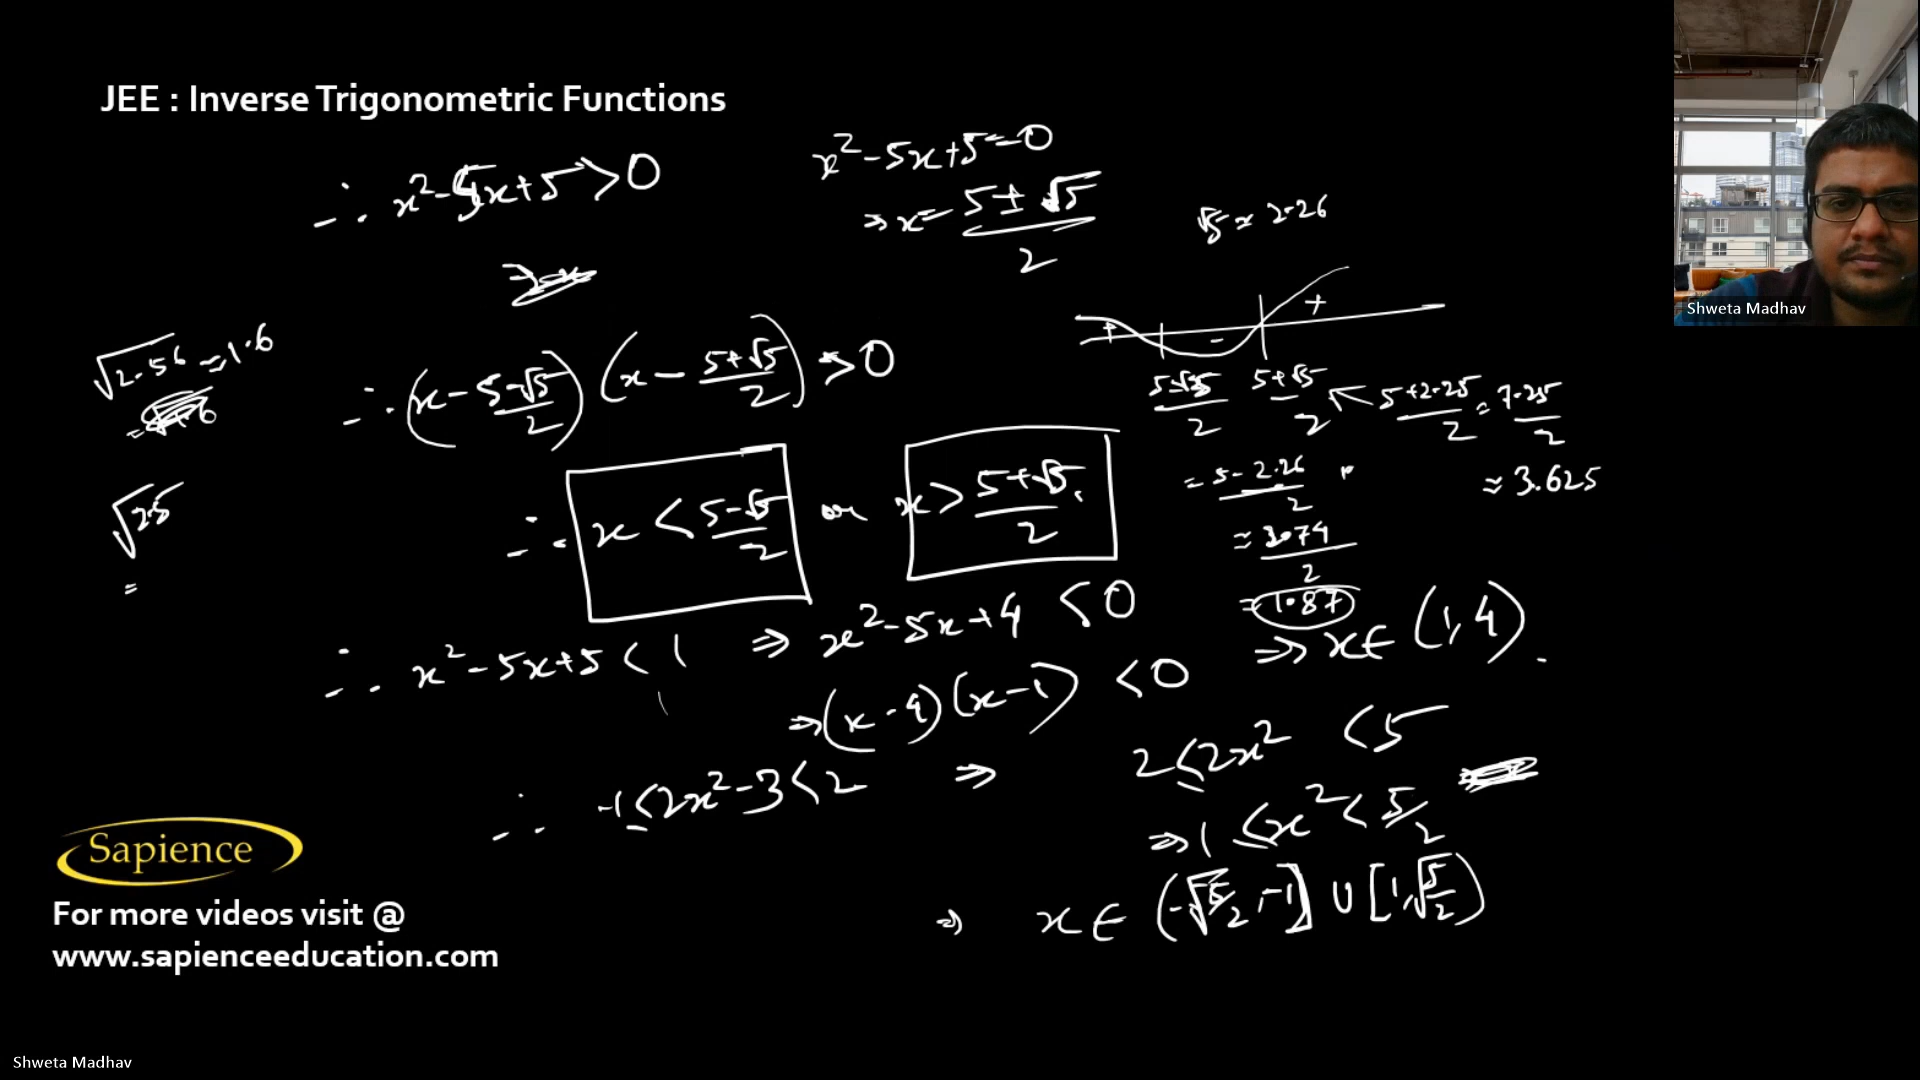 JEE : Inverse Trigonometric Functions
∴ x² - 5x + 5 > 0
x² - 5x + 5 = 0
⇒ x = (5 ± √5)/2
√5 ≈ 2.26
√2.56 ≈ 1.6
∴ (x - (5-√5)/2) (x - (5+√5)/2) > 0
+ - +
(5-√5)/2 (5+√5)/2 ← (5+2.25)/2 = 7.25/2
≈ 3.625
= (5-2.26)/2
≈ 3.74/2
= 1.87
√2.5
=
∴ x < (5-√5)/2 or x > (5+√5)/2
∴ x² - 5x + 5 < 1 ⇒ x² - 5x + 4 < 0
⇒ (x-4)(x-1) < 0 ⇒ x ∈ (1,4).
∴ -1 ≤ 2x² - 3 < 2 ⇒ 2 ≤ 2x² < 5
⇒ 1 ≤ x² < 5/2
⇒ x ∈ (-√5/2, -1] ∪ [1, √5/2)
Sapience
For more videos visit @
www.sapienceeducation.com
Shweta Madhav
Shweta Madhav